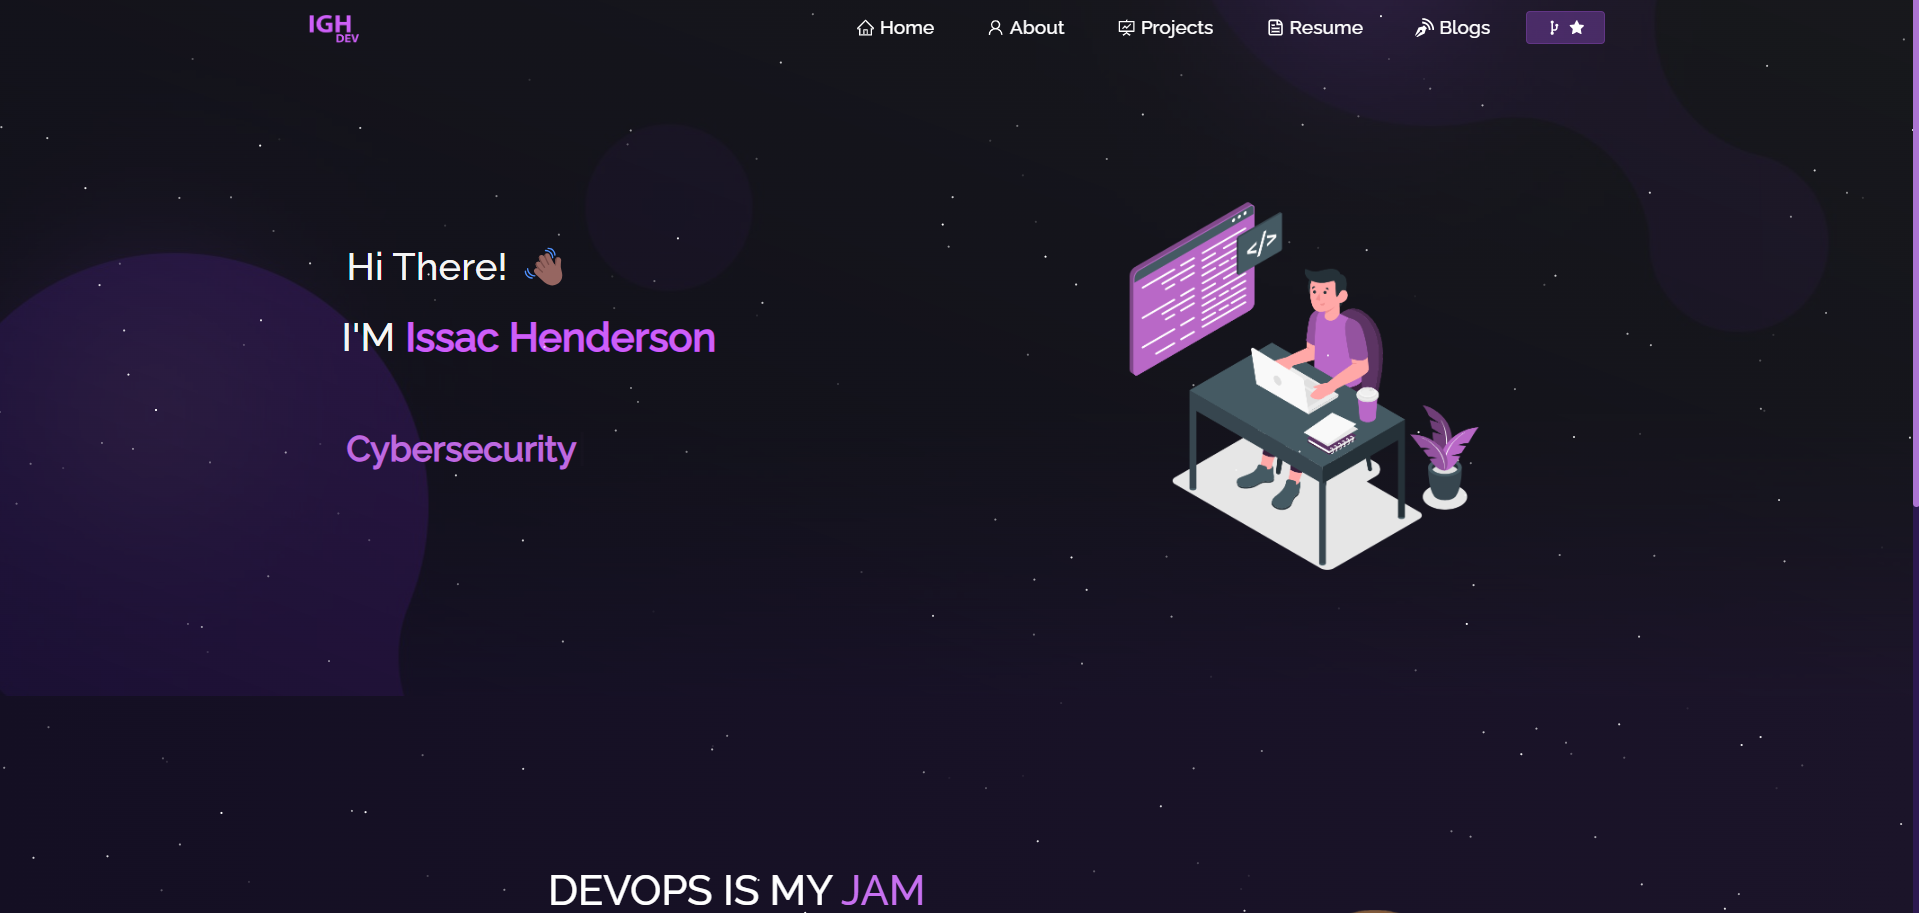 IGH
DEV
Home
About
Projects
Resume
Blogs
Hi There! 👋🏾
I'M Issac Henderson
Cybersecurity
</>
DEVOPS IS MY JAM